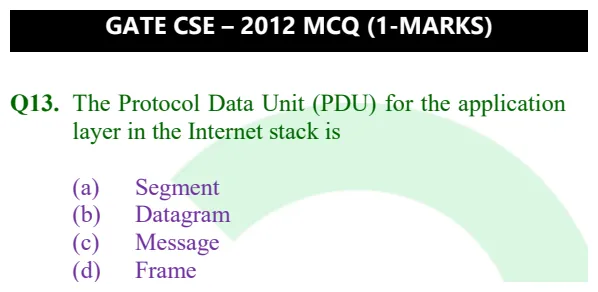 GATE CSE – 2012 MCQ (1-MARKS)
Q13. The Protocol Data Unit (PDU) for the application
layer in the Internet stack is
(a) Segment
(b) Datagram
(c) Message
(d) Frame